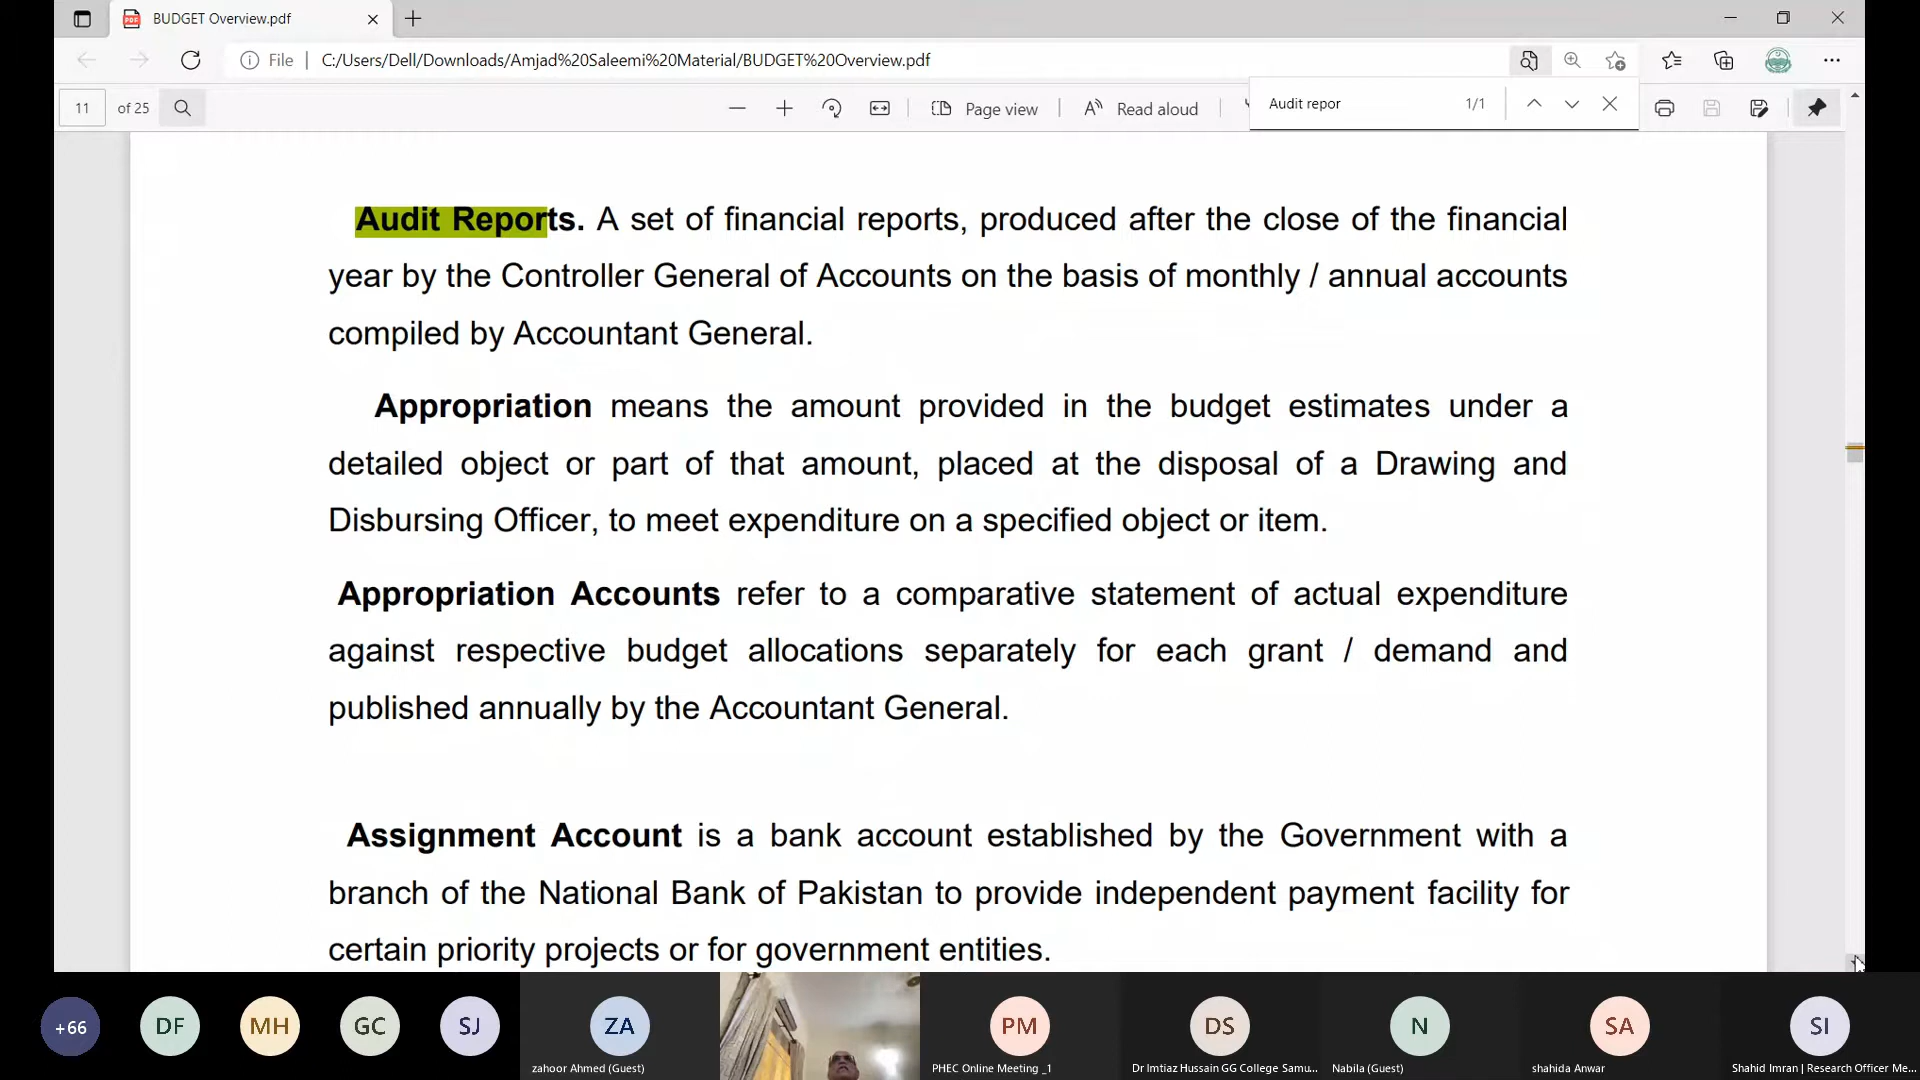 BUDGET Overview.pdf
File
C:/Users/Dell/Downloads/Amjad%20Saleemi%20Material/BUDGET%20Overview.pdf
11 of 25
Page view
Read aloud
Audit repor
1/1
Audit Reports. A set of financial reports, produced after the close of the financial
year by the Controller General of Accounts on the basis of monthly / annual accounts
compiled by Accountant General.
Appropriation means the amount provided in the budget estimates under a
detailed object or part of that amount, placed at the disposal of a Drawing and
Disbursing Officer, to meet expenditure on a specified object or item.
Appropriation Accounts refer to a comparative statement of actual expenditure
against respective budget allocations separately for each grant / demand and
published annually by the Accountant General.
Assignment Account is a bank account established by the Government with a
branch of the National Bank of Pakistan to provide independent payment facility for
certain priority projects or for government entities.
+66
DF
MH
GC
SJ
ZA
PM
DS
N
SA
SI
zahoor Ahmed (Guest)
PHEC Online Meeting _1
Dr Imtiaz Hussain GG College Samu...
Nabila (Guest)
shahida Anwar
Shahid Imran | Research Officer Me...